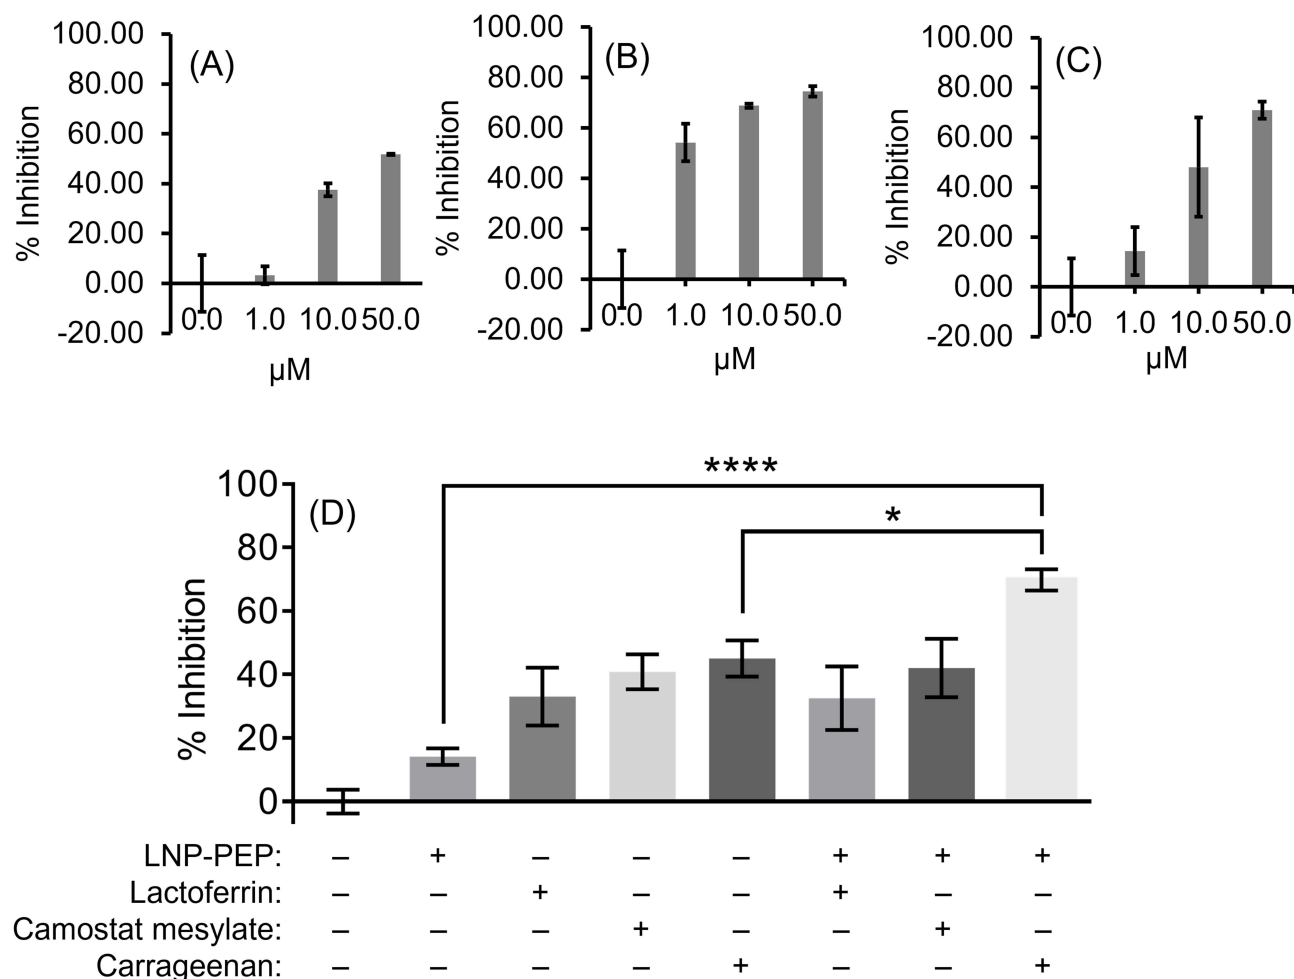 (A)
% Inhibition
100.00
80.00
60.00
40.00
20.00
0.00
-20.00
0.0 1.0 10.0 50.0
µM
(B)
% Inhibition
100.00
80.00
60.00
40.00
20.00
0.00
-20.00
0.0 1.0 10.0 50.0
µM
(C)
% Inhibition
100.00
80.00
60.00
40.00
20.00
0.00
-20.00
0.0 1.0 10.0 50.0
µM
(D)
% Inhibition
100
80
60
40
20
0
****
*
LNP-PEP: – + – – – + + +
Lactoferrin: – – + – – + – –
Camostat mesylate: – – – + – – + –
Carrageenan: – – – – + – – +